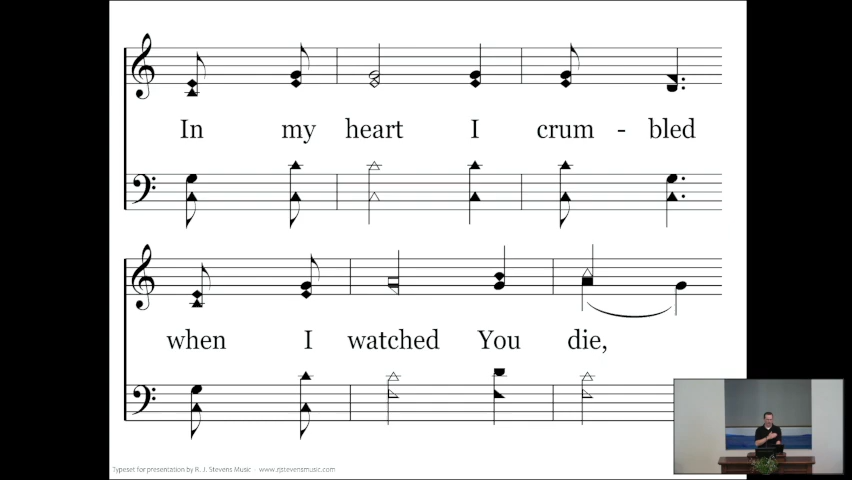 In my heart I crum - bled
when I watched You die,
Typeset for presentation by R. J. Stevens Music - www.rjstevensmusic.com